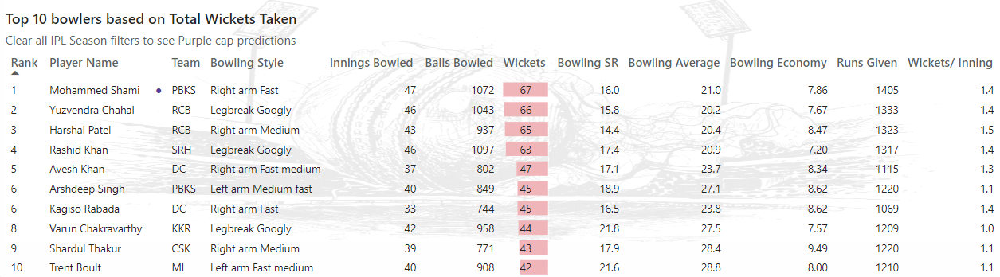 Top 10 bowlers based on Total Wickets Taken
Clear all IPL Season filters to see Purple cap predictions
Rank Player Name Team Bowling Style Innings Bowled Balls Bowled Wickets Bowling SR Bowling Average Bowling Economy Runs Given Wickets/ Inning
1 Mohammed Shami PBKS Right arm Fast 47 1072 67 16.0 21.0 7.86 1405 1.4
2 Yuzvendra Chahal RCB Legbreak Googly 46 1043 66 15.8 20.2 7.67 1333 1.4
3 Harshal Patel RCB Right arm Medium 43 937 65 14.4 20.4 8.47 1323 1.5
4 Rashid Khan SRH Legbreak Googly 46 1097 63 17.4 20.9 7.20 1317 1.4
5 Avesh Khan DC Right arm Fast medium 37 802 47 17.1 23.7 8.34 1115 1.3
6 Arshdeep Singh PBKS Left arm Medium fast 40 849 45 18.9 27.1 8.62 1220 1.1
6 Kagiso Rabada DC Right arm Fast 33 744 45 16.5 23.8 8.62 1069 1.4
8 Varun Chakravarthy KKR Legbreak Googly 42 958 44 21.8 27.5 7.57 1209 1.0
9 Shardul Thakur CSK Right arm Medium 39 771 43 17.9 28.4 9.49 1220 1.1
10 Trent Boult MI Left arm Fast medium 40 908 42 21.6 28.8 8.00 1210 1.1